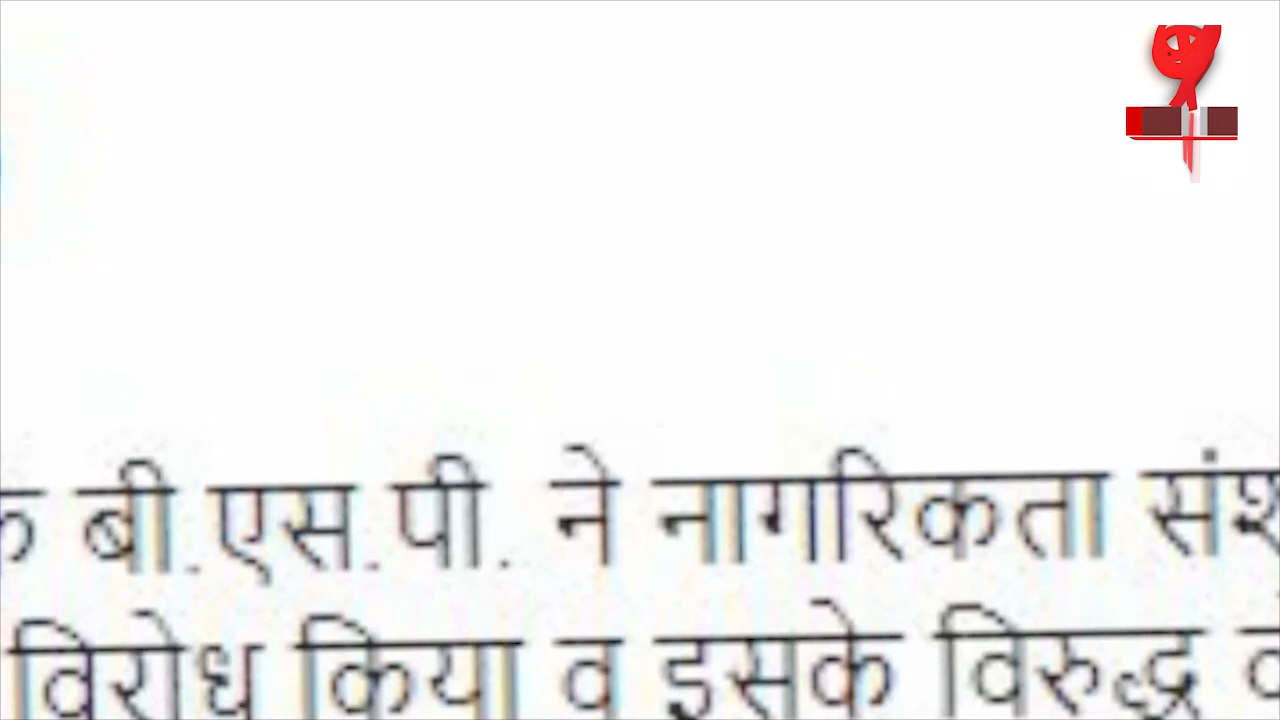 बी.एस.पी. ने नागरिकता
विरोध किया व इसके विरुद्ध